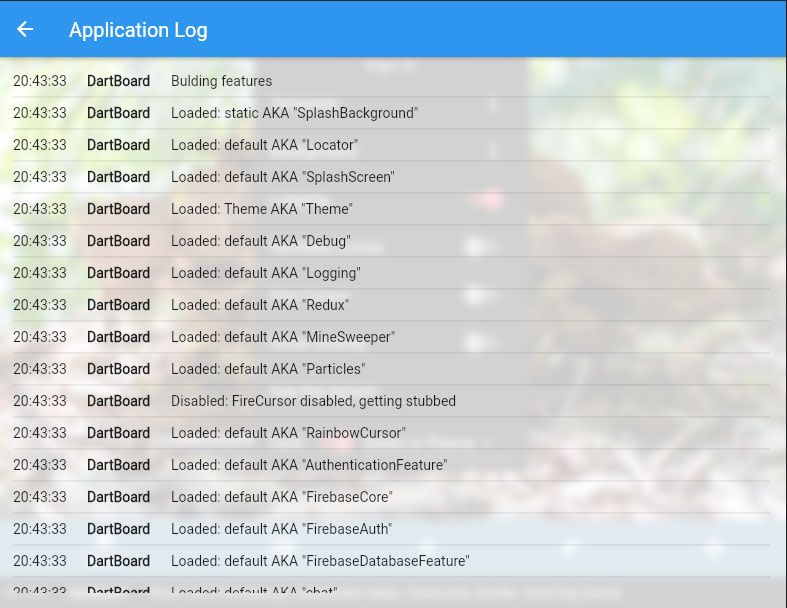 Application Log
20:43:33 DartBoard Bulding features
20:43:33 DartBoard Loaded: static AKA "SplashBackground"
20:43:33 DartBoard Loaded: default AKA "Locator"
20:43:33 DartBoard Loaded: default AKA "SplashScreen"
20:43:33 DartBoard Loaded: Theme AKA "Theme"
20:43:33 DartBoard Loaded: default AKA "Debug"
20:43:33 DartBoard Loaded: default AKA "Logging"
20:43:33 DartBoard Loaded: default AKA "Redux"
20:43:33 DartBoard Loaded: default AKA "MineSweeper"
20:43:33 DartBoard Loaded: default AKA "Particles"
20:43:33 DartBoard Disabled: FireCursor disabled, getting stubbed
20:43:33 DartBoard Loaded: default AKA "RainbowCursor"
20:43:33 DartBoard Loaded: default AKA "AuthenticationFeature"
20:43:33 DartBoard Loaded: default AKA "FirebaseCore"
20:43:33 DartBoard Loaded: default AKA "FirebaseAuth"
20:43:33 DartBoard Loaded: default AKA "FirebaseDatabaseFeature"
20:43:33 DartBoard Loaded: default AKA "chat"